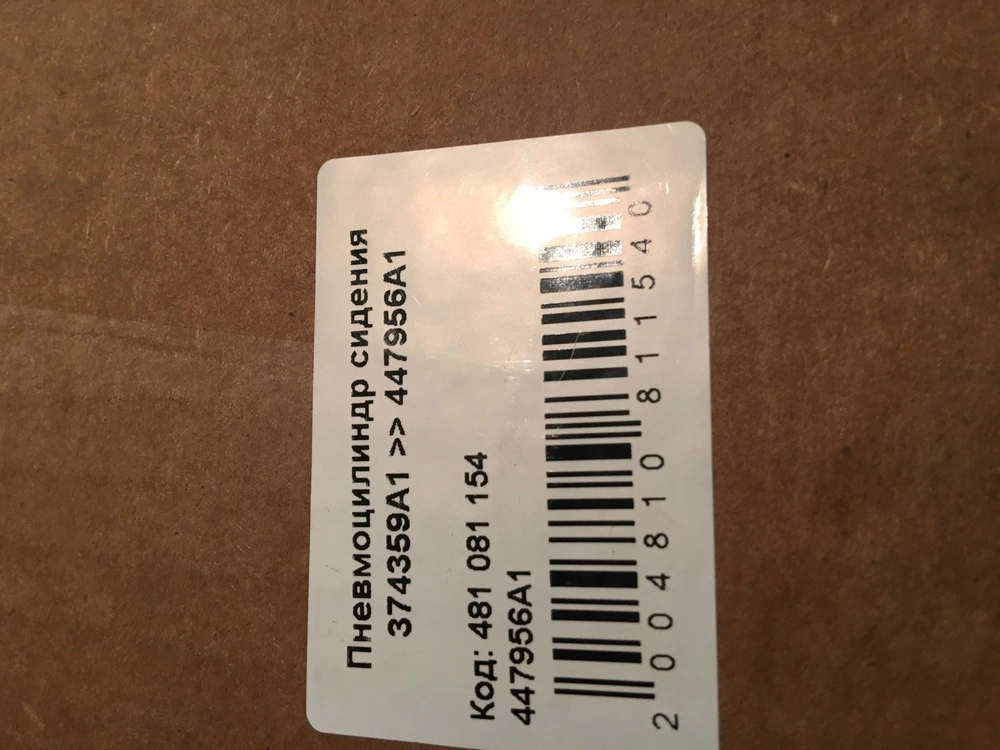 Пневмоцилиндр сидения
374359A1 >> 447956A1
Код: 481 081 154
447956A1
2004810811540